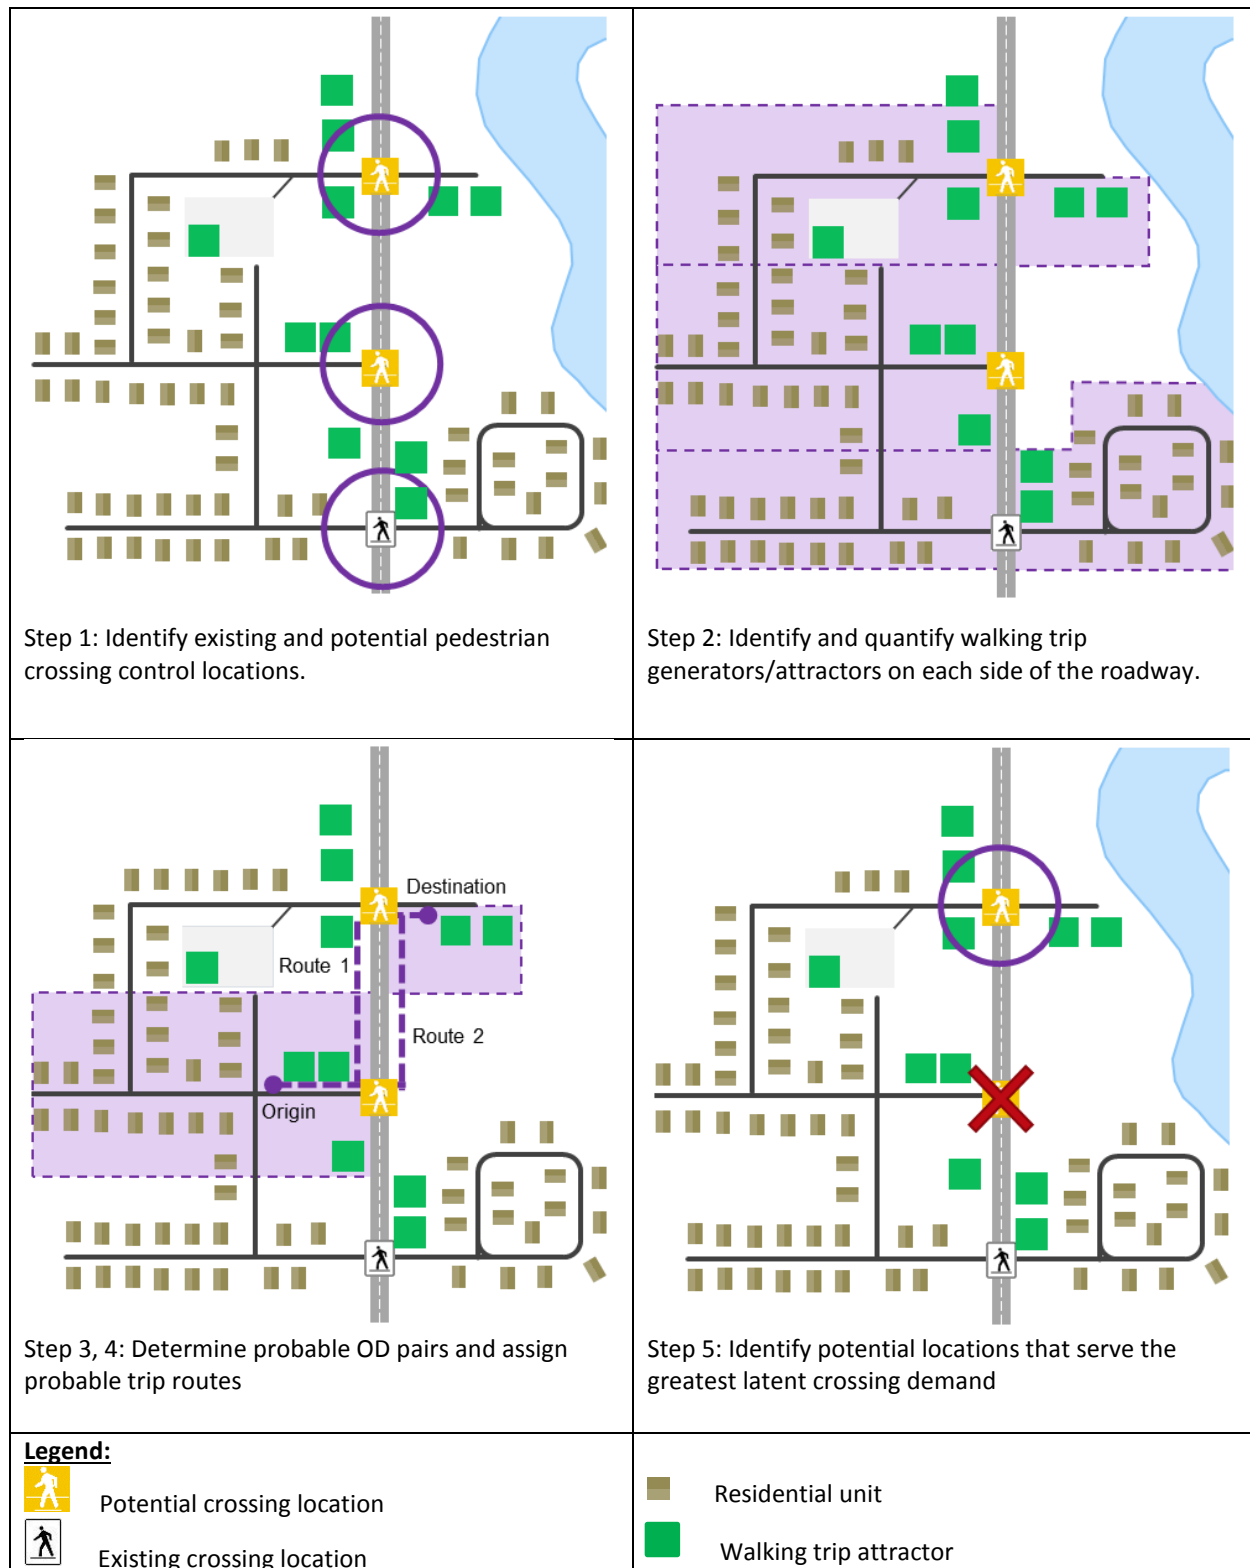 Step 1: Identify existing and potential pedestrian
crossing control locations.
Step 2: Identify and quantify walking trip
generators/attractors on each side of the roadway.
Destination
Route 1
Route 2
Origin
Step 3, 4: Determine probable OD pairs and assign
probable trip routes
Step 5: Identify potential locations that serve the
greatest latent crossing demand
Legend:
Potential crossing location
Existing crossing location
Residential unit
Walking trip attractor